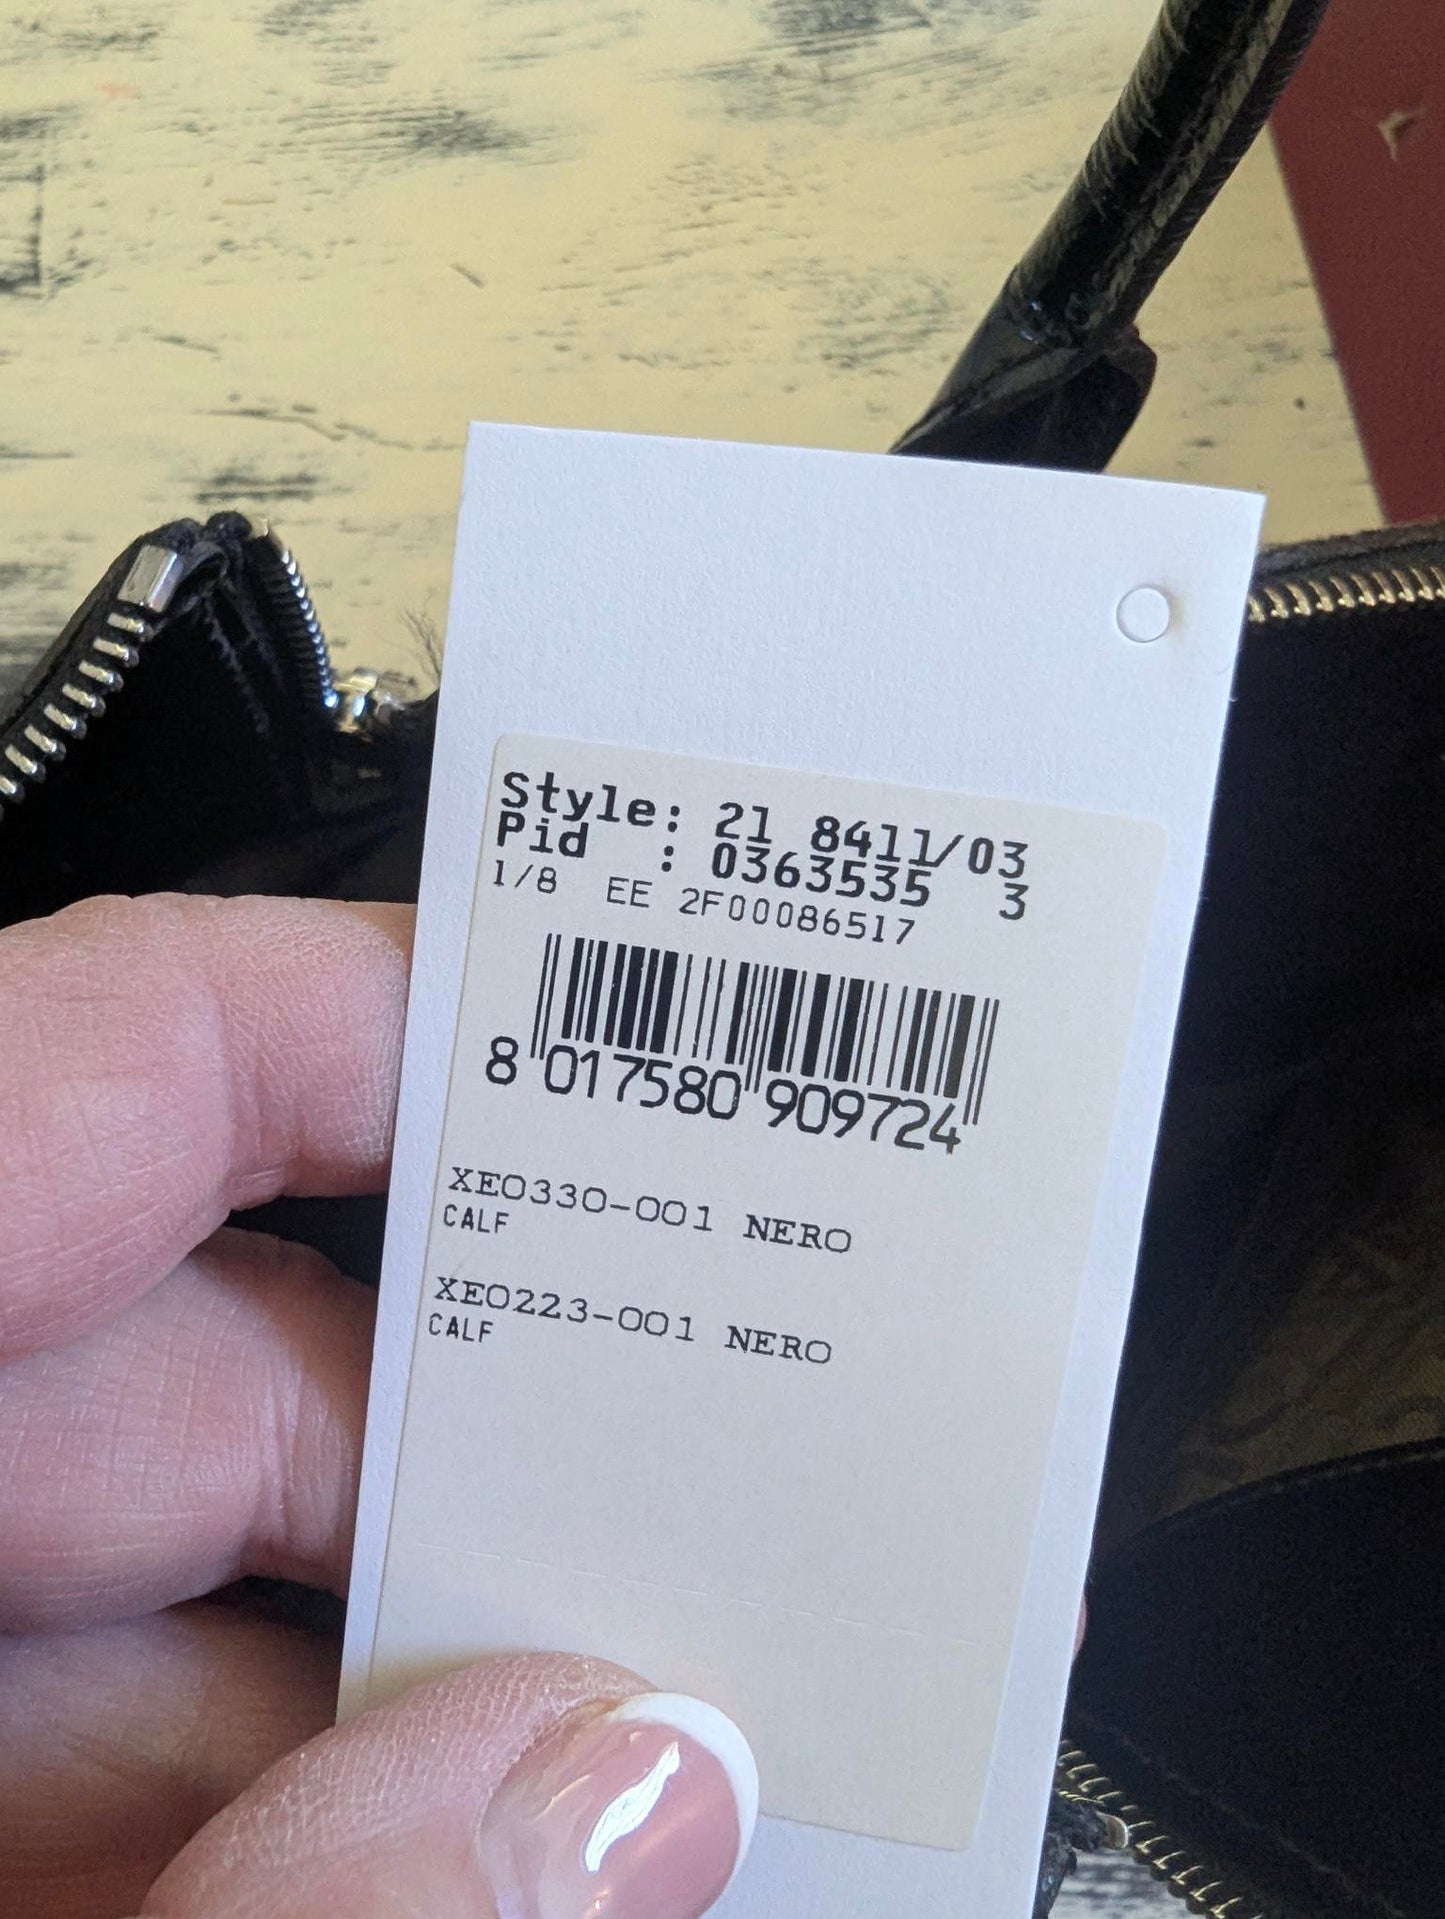 Style: 21 8411/03
Pid : 0363535 3
1/8 EE 2F00086517
8 017580 909724
XE0330-001 NERO
CALF
XE0223-001 NERO
CALF